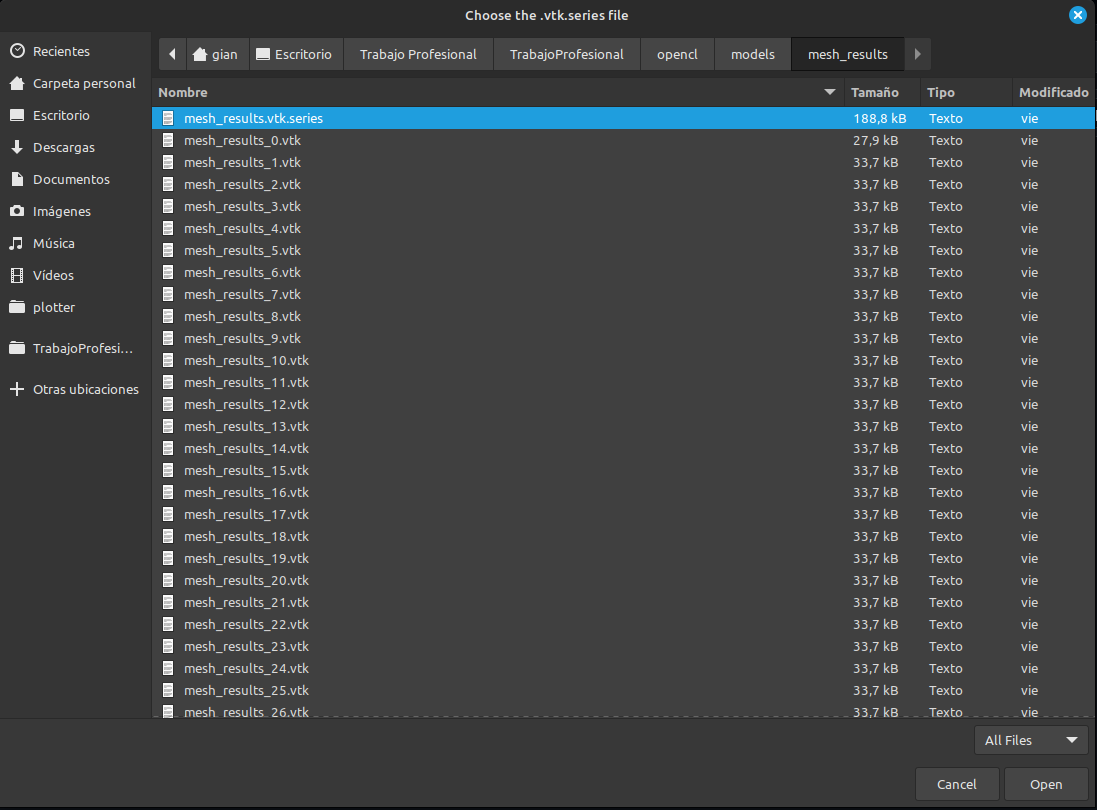 Choose the .vtk.series file
Recientes
Carpeta personal
Escritorio
Descargas
Documentos
Imágenes
Música
Vídeos
plotter
TrabajoProfesi...
Otras ubicaciones
gian Escritorio Trabajo Profesional TrabajoProfesional opencl models mesh_results
Nombre Tamaño Tipo Modificado
mesh_results.vtk.series 188,8 kB Texto vie
mesh_results_0.vtk 27,9 kB Texto vie
mesh_results_1.vtk 33,7 kB Texto vie
mesh_results_2.vtk 33,7 kB Texto vie
mesh_results_3.vtk 33,7 kB Texto vie
mesh_results_4.vtk 33,7 kB Texto vie
mesh_results_5.vtk 33,7 kB Texto vie
mesh_results_6.vtk 33,7 kB Texto vie
mesh_results_7.vtk 33,7 kB Texto vie
mesh_results_8.vtk 33,7 kB Texto vie
mesh_results_9.vtk 33,7 kB Texto vie
mesh_results_10.vtk 33,7 kB Texto vie
mesh_results_11.vtk 33,7 kB Texto vie
mesh_results_12.vtk 33,7 kB Texto vie
mesh_results_13.vtk 33,7 kB Texto vie
mesh_results_14.vtk 33,7 kB Texto vie
mesh_results_15.vtk 33,7 kB Texto vie
mesh_results_16.vtk 33,7 kB Texto vie
mesh_results_17.vtk 33,7 kB Texto vie
mesh_results_18.vtk 33,7 kB Texto vie
mesh_results_19.vtk 33,7 kB Texto vie
mesh_results_20.vtk 33,7 kB Texto vie
mesh_results_21.vtk 33,7 kB Texto vie
mesh_results_22.vtk 33,7 kB Texto vie
mesh_results_23.vtk 33,7 kB Texto vie
mesh_results_24.vtk 33,7 kB Texto vie
mesh_results_25.vtk 33,7 kB Texto vie
mesh_results_26.vtk 33,7 kB Texto vie
All Files
Cancel Open